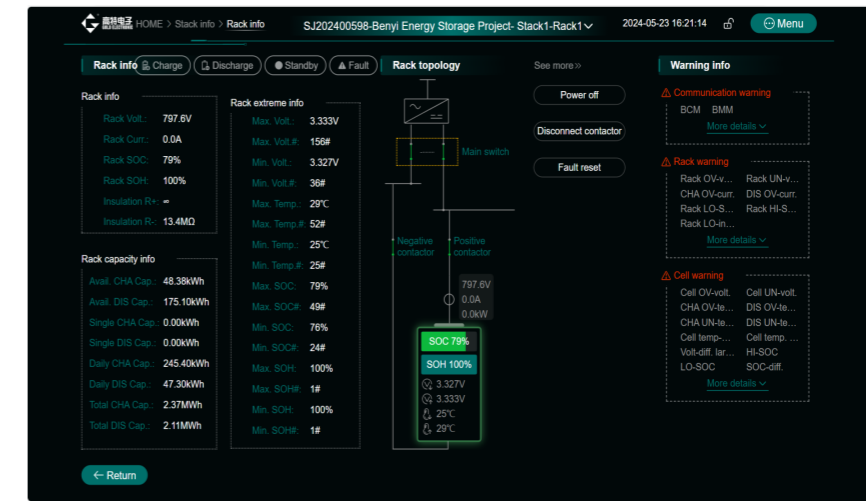 高特电子 HOME > Stack info > Rack info
SJ202400598-Benyi Energy Storage Project- Stack1-Rack1
2024-05-23 16:21:14
Menu
Rack info
Charge
Discharge
Standby
Fault
Rack info
Rack Volt.: 797.6V
Rack Curr.: 0.0A
Rack SOC: 79%
Rack SOH: 100%
Insulation R+: ∞
Insulation R-: 13.4MΩ
Rack capacity info
Avail. CHA Cap.: 48.38kWh
Avail. DIS Cap.: 175.10kWh
Single CHA Cap.: 0.00kWh
Single DIS Cap.: 0.00kWh
Daily CHA Cap.: 245.40kWh
Daily DIS Cap.: 47.30kWh
Total CHA Cap.: 2.37MWh
Total DIS Cap.: 2.11MWh
Rack extreme info
Max. Volt.: 3.333V
Max. Volt.#: 156#
Min. Volt.: 3.327V
Min. Volt.#: 36#
Max. Temp.: 29℃
Max. Temp.#: 52#
Min. Temp.: 25℃
Min. Temp.#: 25#
Max. SOC: 79%
Max. SOC#: 49#
Min. SOC: 76%
Min. SOC#: 24#
Max. SOH: 100%
Max. SOH#: 1#
Min. SOH: 100%
Min. SOH#: 1#
Rack topology
See more »
Main switch
Negative contactor
Positive contactor
797.6V
0.0A
0.0kW
SOC 79%
SOH 100%
3.327V
3.333V
25℃
29℃
Power off
Disconnect contactor
Fault reset
Warning info
Communication warning
BCM BMM
More details
Rack warning
Rack OV-v... Rack UN-v...
CHA OV-curr. DIS OV-curr.
Rack LO-S... Rack HI-S...
Rack LO-in...
More details
Cell warning
Cell OV-volt. Cell UN-volt.
CHA OV-te... DIS OV-te...
CHA UN-te... DIS UN-te...
Cell temp-... Cell temp. ...
Volt-diff. lar... HI-SOC
LO-SOC SOC-diff.
More details
← Return